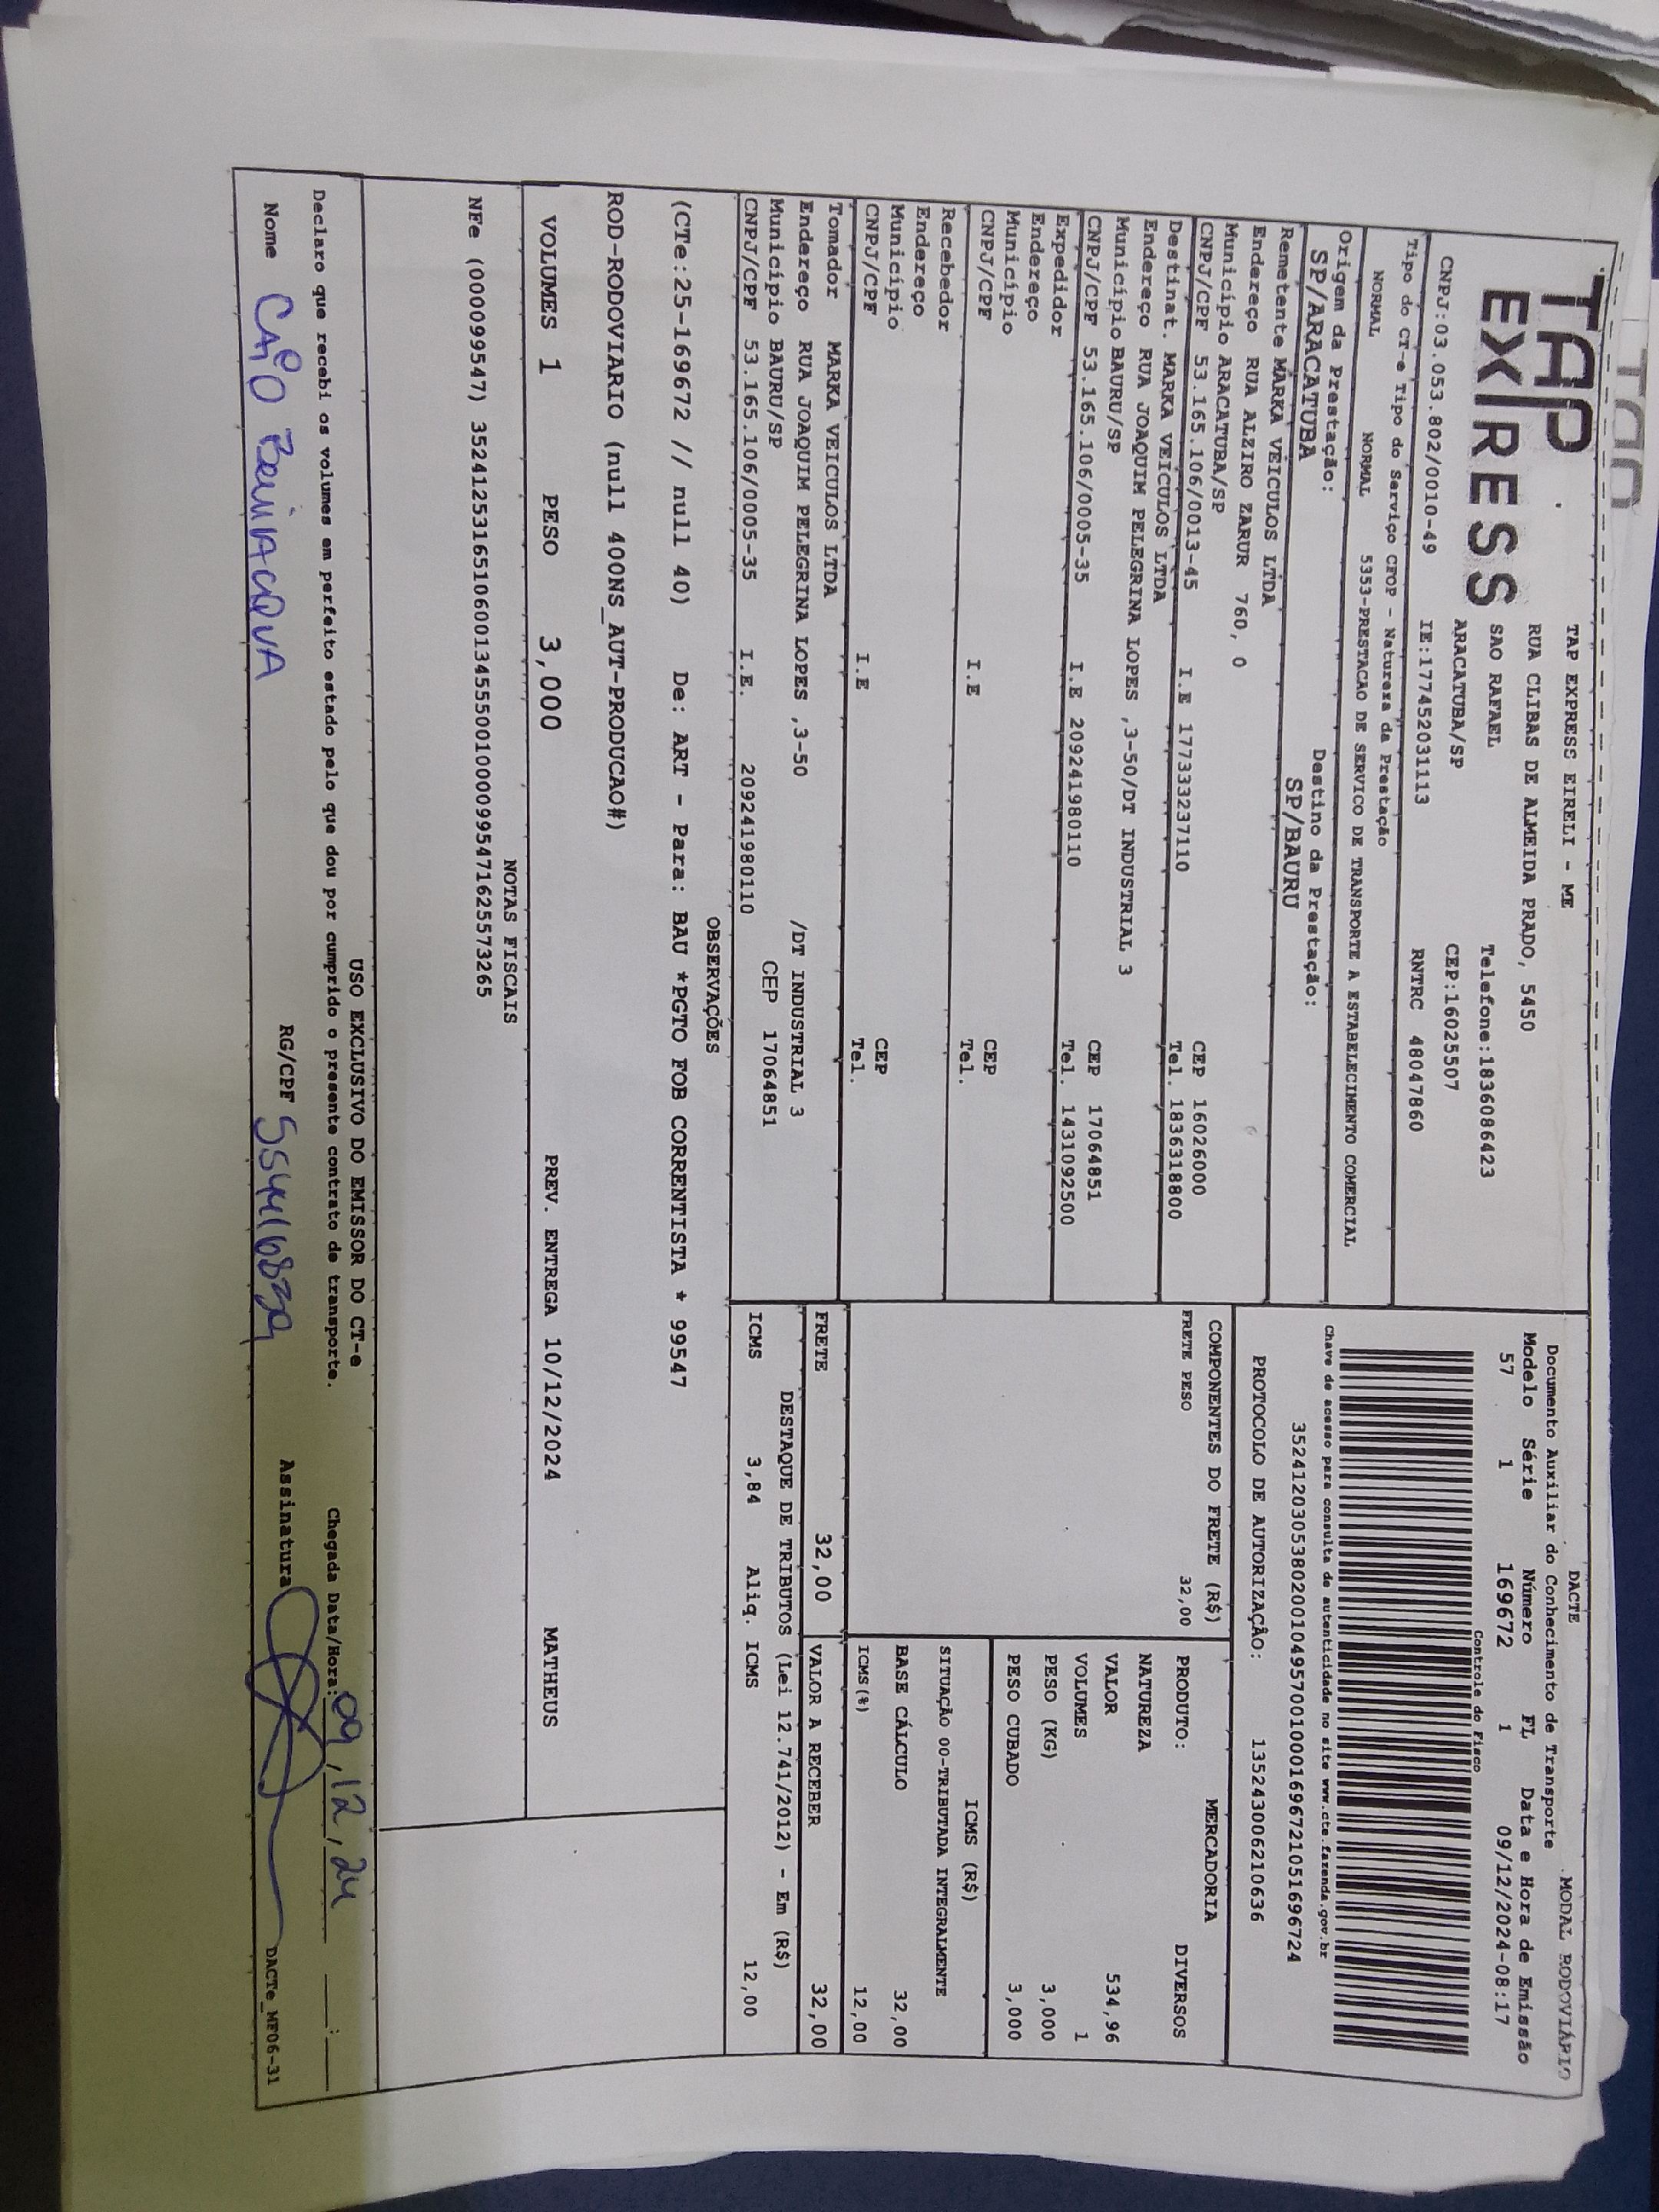 TAP
EXPRESS
TAP EXPRESS EIRELI - ME
RUA CLIBAS DE ALMEIDA PRADO, 5450
SAO RAFAEL Telefone:1836086423
ARACATUBA/SP CEP:16025507
CNPJ:03.053.802/0010-49 IE:177452031113 RNTRC 48047860
Tipo do CT-e Tipo do Serviço CFOP - Natureza da Prestação
NORMAL NORMAL 5353-PRESTACAO DE SERVICO DE TRANSPORTE A ESTABELECIMENTO COMERCIAL
Origem da Prestação: Destino da Prestação:
SP/ARACATUBA SP/BAURU
DACTE MODAL RODOVIÁRIO
Documento Auxiliar do Conhecimento de Transporte
Modelo Série Número FL Data e Hora de Emissão
57 1 169672 1 09/12/2024-08:17
Controle do Fisco
Chave de acesso para consulta de autenticidade no site www.cte.fazenda.gov.br
35241203053802001049570010001696721051696724
PROTOCOLO DE AUTORIZAÇÃO: 135243006210636
Remetente MARKA VEICULOS LTDA
Endereço RUA ALZIRO ZARUR 760, 0
Município ARACATUBA/SP CEP 16026000
CNPJ/CPF 53.165.106/0013-45 I.E 177333237110 Tel. 1836318800
Destinat. MARKA VEICULOS LTDA
Endereço RUA JOAQUIM PELEGRINA LOPES ,3-50/DT INDUSTRIAL 3
Município BAURU/SP CEP 17064851
CNPJ/CPF 53.165.106/0005-35 I.E 209241980110 Tel. 1431092500
Expedidor
Endereço
Município CEP
CNPJ/CPF I.E Tel.
Recebedor
Endereço
Município CEP
CNPJ/CPF I.E Tel.
Tomador MARKA VEICULOS LTDA
Endereço RUA JOAQUIM PELEGRINA LOPES ,3-50 /DT INDUSTRIAL 3
Município BAURU/SP CEP 17064851
CNPJ/CPF 53.165.106/0005-35 I.E. 209241980110
COMPONENTES DO FRETE (R$)
FRETE PESO 32,00
MERCADORIA
PRODUTO: DIVERSOS
NATUREZA
VALOR 534,96
VOLUMES 1
PESO (KG) 3,000
PESO CUBADO 3,000
ICMS (R$)
SITUAÇÃO 00-TRIBUTADA INTEGRALMENTE
BASE CÁLCULO 32,00
ICMS(%) 12,00
FRETE 32,00 VALOR A RECEBER 32,00
DESTAQUE DE TRIBUTOS (Lei 12.741/2012) - Em (R$)
ICMS 3,84 Aliq. ICMS 12,00
OBSERVAÇÕES
(CTe:25-169672 // null 40) De: ART - Para: BAU *PGTO FOB CORRENTISTA * 99547
ROD-RODOVIARIO (null 400NS_AUT-PRODUCAO#)
VOLUMES 1 PESO 3,000 PREV. ENTREGA 10/12/2024 MATHEUS
NOTAS FISCAIS
NFe (000099547) 35241253165106001345550010000995471625573265
USO EXCLUSIVO DO EMISSOR DO CT-e
Declaro que recebi os volumes em perfeito estado pelo que dou por cumprido o presente contrato de transporte. Chegada Data/Hora: 09/12/24 :
Nome CAiO RG/CPF Assinatura DACTe_MF06-31